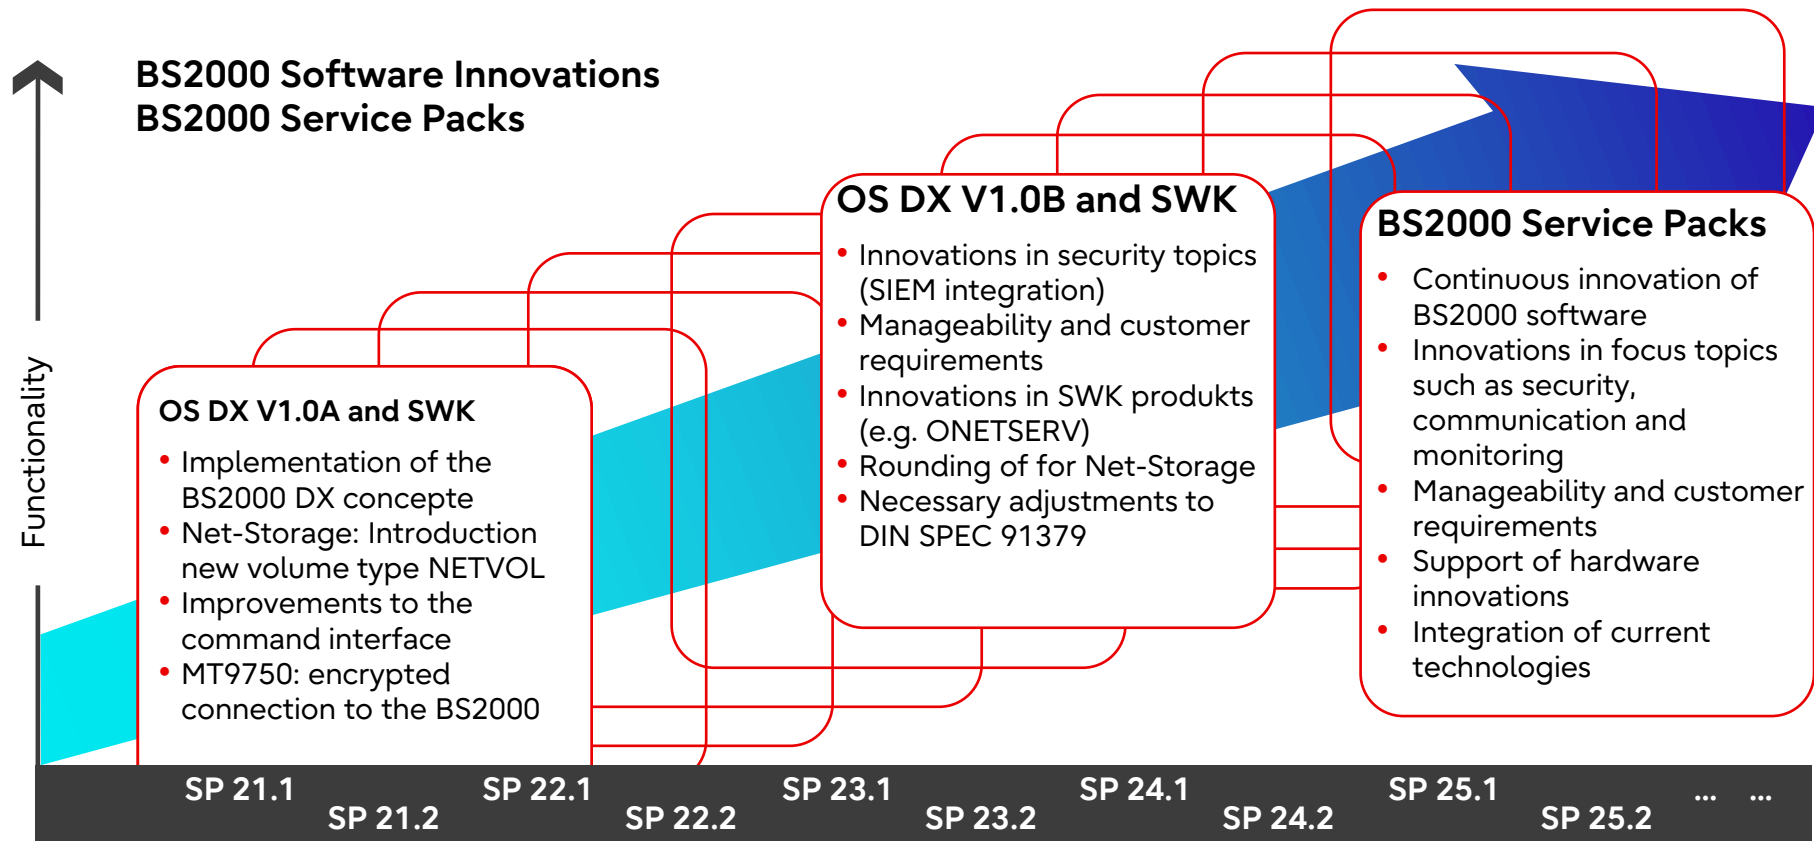 BS2000 Software Innovations
BS2000 Service Packs
Functionality
OS DX V1.0A and SWK
• Implementation of the
BS2000 DX concepte
• Net-Storage: Introduction
new volume type NETVOL
• Improvements to the
command interface
• MT9750: encrypted
connection to the BS2000
OS DX V1.0B and SWK
• Innovations in security topics
(SIEM integration)
• Manageability and customer
requirements
• Innovations in SWK produkts
(e.g. ONETSERV)
• Rounding of for Net-Storage
• Necessary adjustments to
DIN SPEC 91379
BS2000 Service Packs
• Continuous innovation of
BS2000 software
• Innovations in focus topics
such as security,
communication and
monitoring
• Manageability and customer
requirements
• Support of hardware
innovations
• Integration of current
technologies
SP 21.1 SP 22.1 SP 23.1 SP 24.1 SP 25.1 ... ...
SP 21.2 SP 22.2 SP 23.2 SP 24.2 SP 25.2